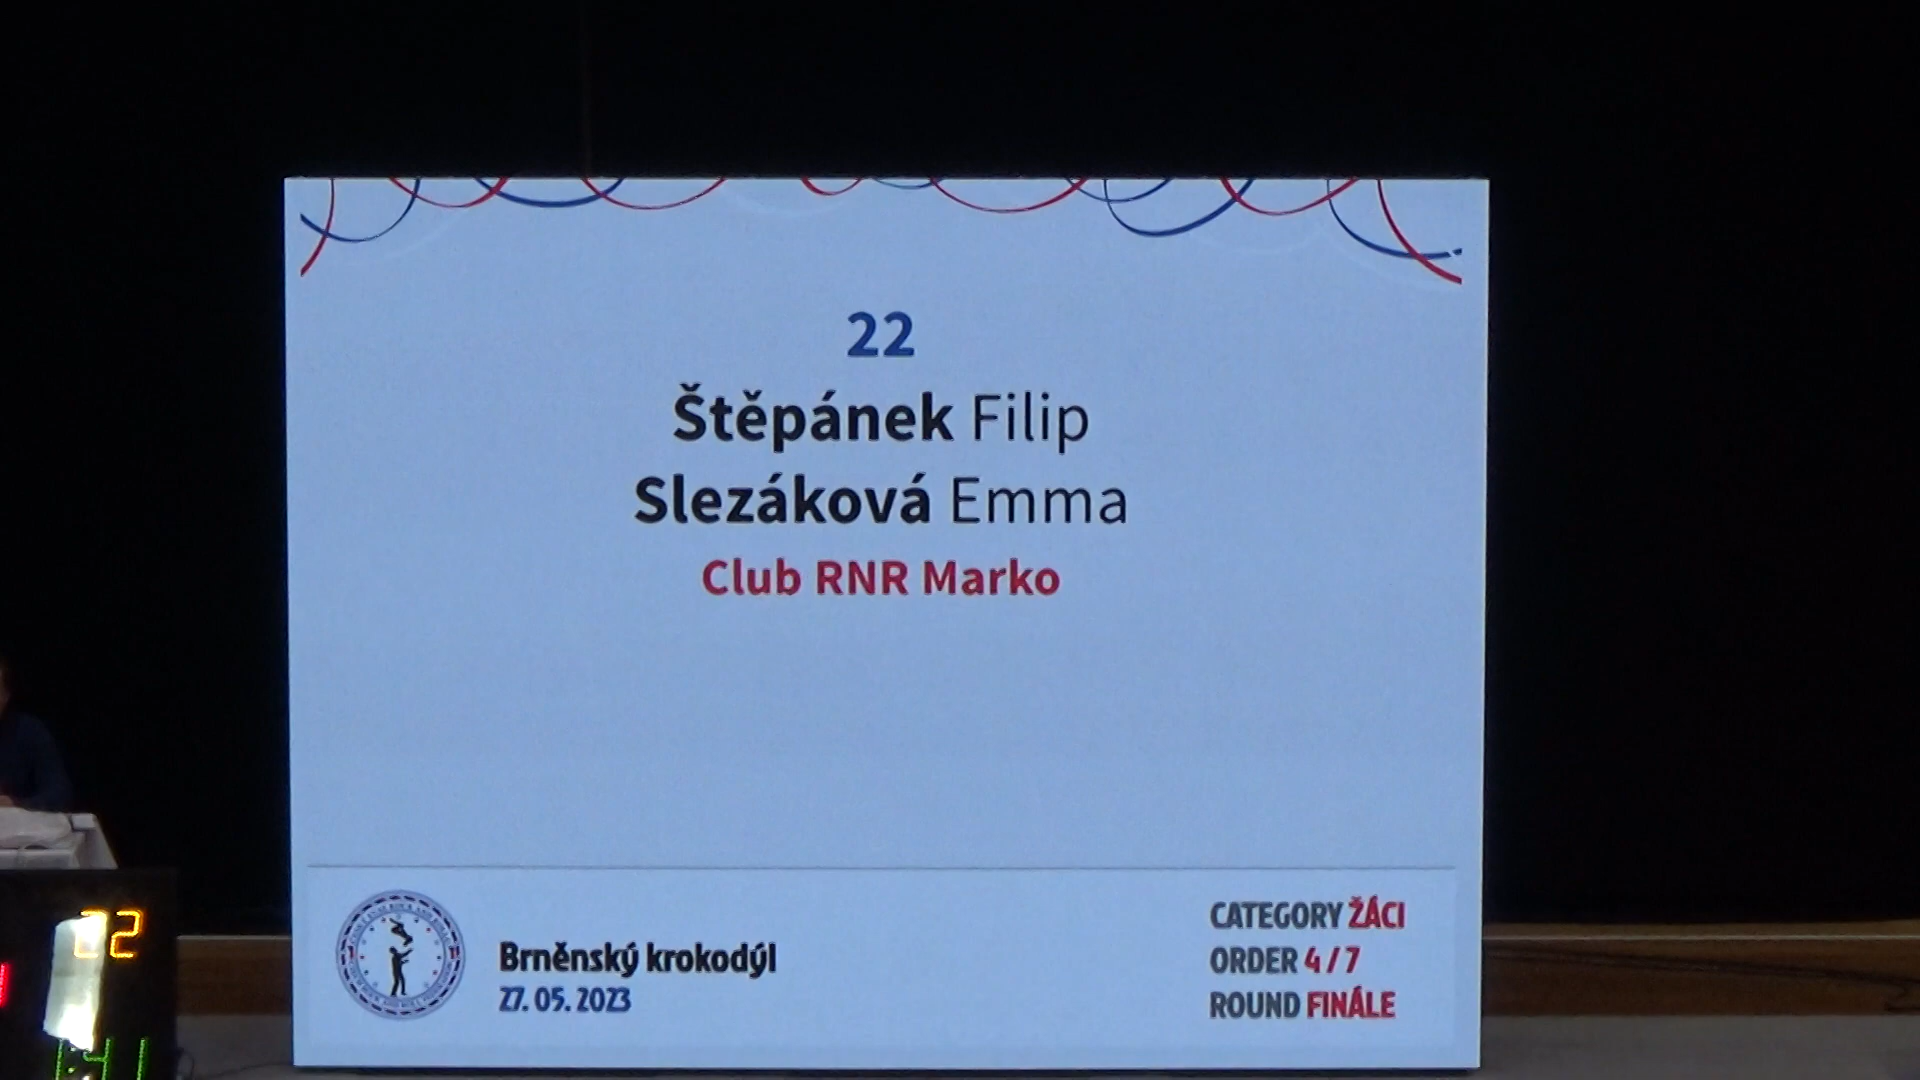 22
Štěpánek Filip
Slezáková Emma
Club RNR Marko
Brněnský krokodýl
27. 05. 2023
CATEGORY ŽÁCI
ORDER 4 / 7
ROUND FINÁLE
22